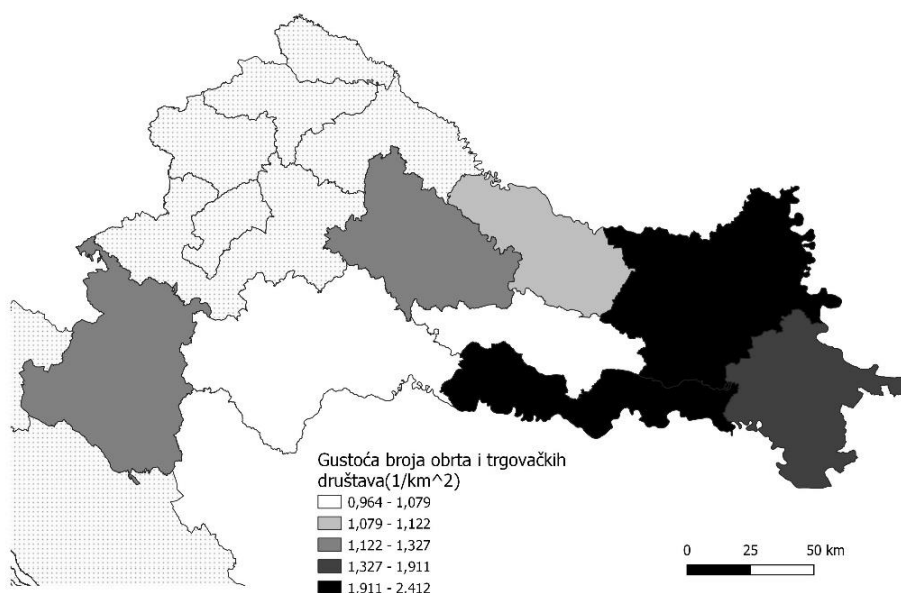 Gustoća broja obrta i trgovačkih
društava(1/km^2)
0,964 - 1,079
1,079 - 1,122
1,122 - 1,327
1,327 - 1,911
1,911 - 2,412
0 25 50 km